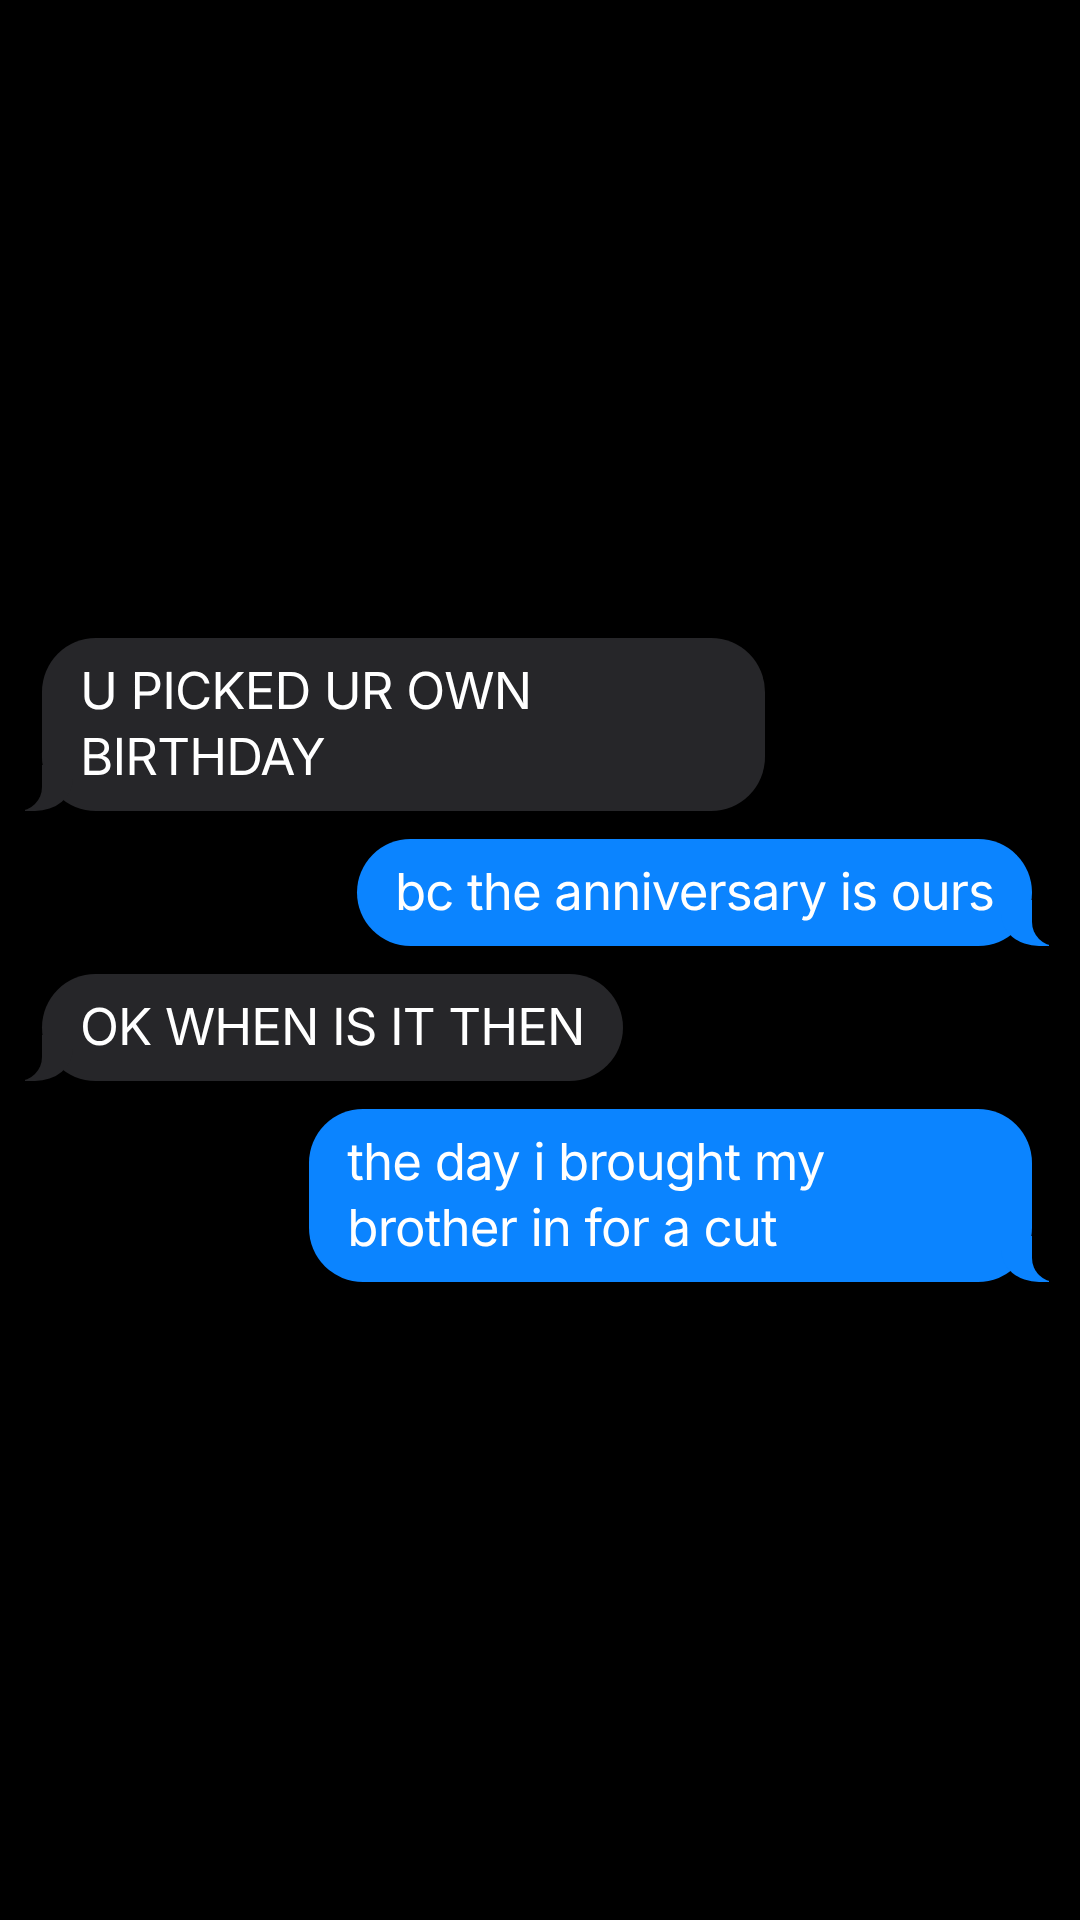 U PICKED UR OWN
BIRTHDAY
bc the anniversary is ours
OK WHEN IS IT THEN
the day i brought my
brother in for a cut